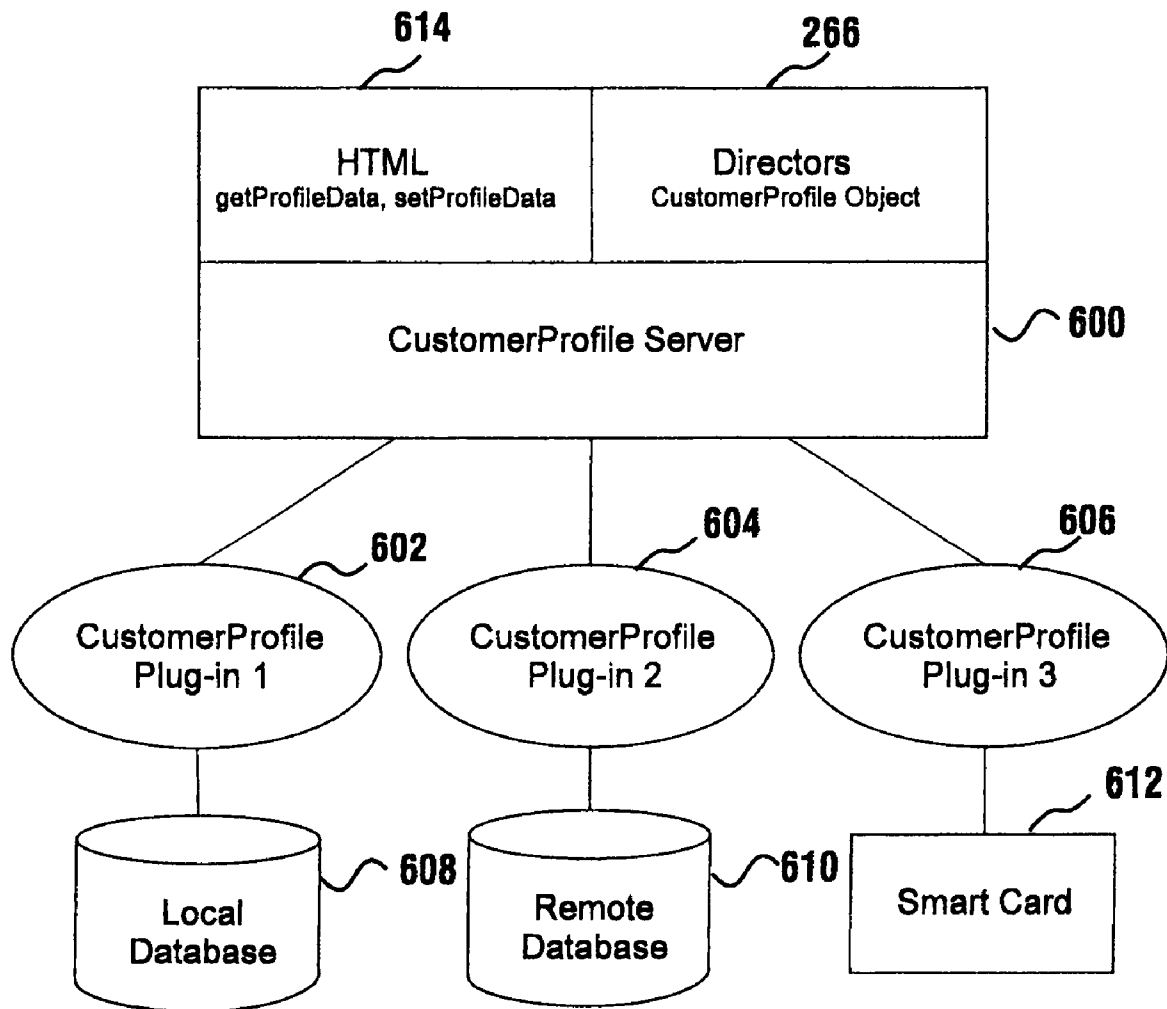 614
266
HTML
getProfileData, setProfileData
Directors
CustomerProfile Object
CustomerProfile Server
600
602
604
606
CustomerProfile
Plug-in 1
CustomerProfile
Plug-in 2
CustomerProfile
Plug-in 3
612
608
610
Local
Database
Remote
Database
Smart Card